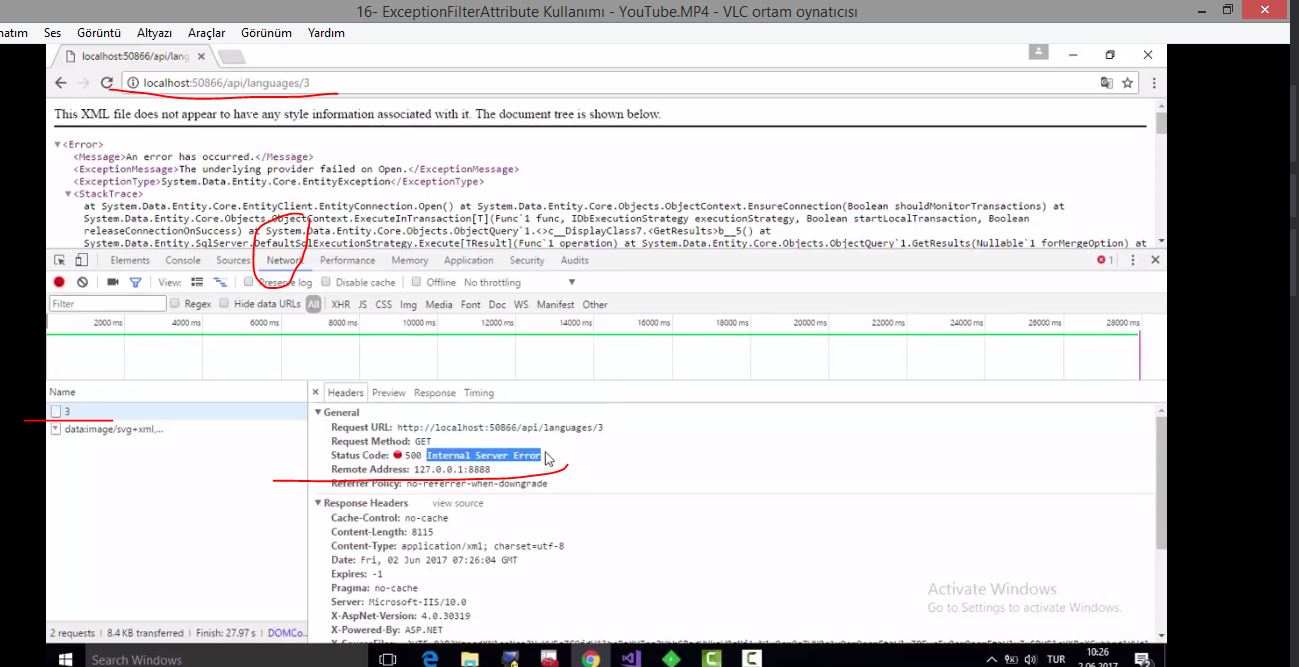 16- ExceptionFilterAttribute Kullanımı - YouTube.MP4 - VLC ortam oynatıcısı
Ses Görüntü Altyazı Araçlar Görünüm Yardım
localhost:50866/api/lang
localhost:50866/api/languages/3
This XML file does not appear to have any style information associated with it. The document tree is shown below.
▼<Error>
<Message>An error has occurred.</Message>
<ExceptionMessage>The underlying provider failed on Open.</ExceptionMessage>
<ExceptionType>System.Data.Entity.Core.EntityException</ExceptionType>
▼<StackTrace>
at System.Data.Entity.Core.EntityClient.EntityConnection.Open() at System.Data.Entity.Core.Objects.ObjectContext.EnsureConnection(Boolean shouldMonitorTransactions) at
System.Data.Entity.Core.Objects.ObjectContext.ExecuteInTransaction[T](Func`1 func, IDbExecutionStrategy executionStrategy, Boolean startLocalTransaction, Boolean
releaseConnectionOnSuccess) at System.Data.Entity.Core.Objects.ObjectQuery`1.<>c__DisplayClass7.<GetResults>b__5() at
System.Data.Entity.SqlServer.DefaultSqlExecutionStrategy.Execute[TResult](Func`1 operation) at System.Data.Entity.Core.Objects.ObjectQuery`1.GetResults(Nullable`1 forMergeOption) at
Elements Console Sources Network Performance Memory Application Security Audits 1
View: Preserve log Disable cache Offline No throttling
Filter Regex Hide data URLs All XHR JS CSS Img Media Font Doc WS Manifest Other
2000 ms 4000 ms 6000 ms 8000 ms 10000 ms 12000 ms 14000 ms 16000 ms 18000 ms 20000 ms 22000 ms 24000 ms 26000 ms 28000 ms
Name
3
data:image/svg+xml,...
Headers Preview Response Timing
▼General
Request URL: http://localhost:50866/api/languages/3
Request Method: GET
Status Code: 500 Internal Server Error
Remote Address: 127.0.0.1:8888
Referrer Policy: no-referrer-when-downgrade
▼Response Headers view source
Cache-Control: no-cache
Content-Length: 8115
Content-Type: application/xml; charset=utf-8
Date: Fri, 02 Jun 2017 07:26:04 GMT
Expires: -1
Pragma: no-cache
Server: Microsoft-IIS/10.0
X-AspNet-Version: 4.0.30319
X-Powered-By: ASP.NET
Activate Windows
Go to Settings to activate Windows.
2 requests | 8.4 KB transferred | Finish: 27.97 s | DOMCo...
Search Windows
TUR
10:26